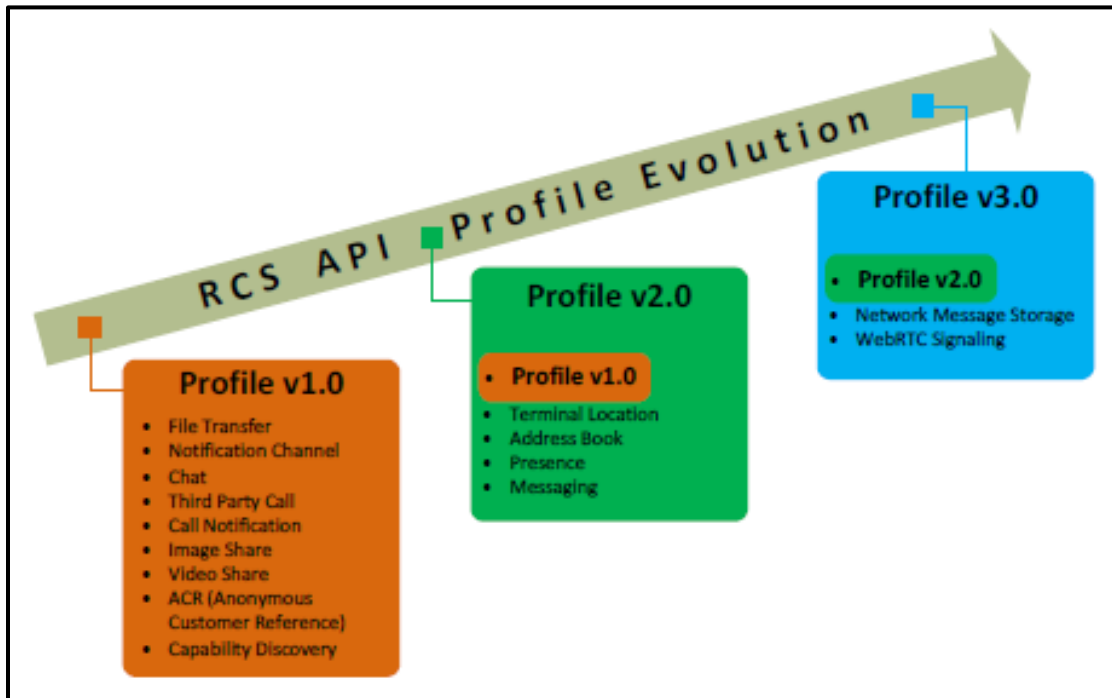 RCS API Profile Evolution
Profile v1.0
• File Transfer
• Notification Channel
• Chat
• Third Party Call
• Call Notification
• Image Share
• Video Share
• ACR (Anonymous
Customer Reference)
• Capability Discovery
Profile v2.0
• Profile v1.0
• Terminal Location
• Address Book
• Presence
• Messaging
Profile v3.0
• Profile v2.0
• Network Message Storage
• WebRTC Signaling